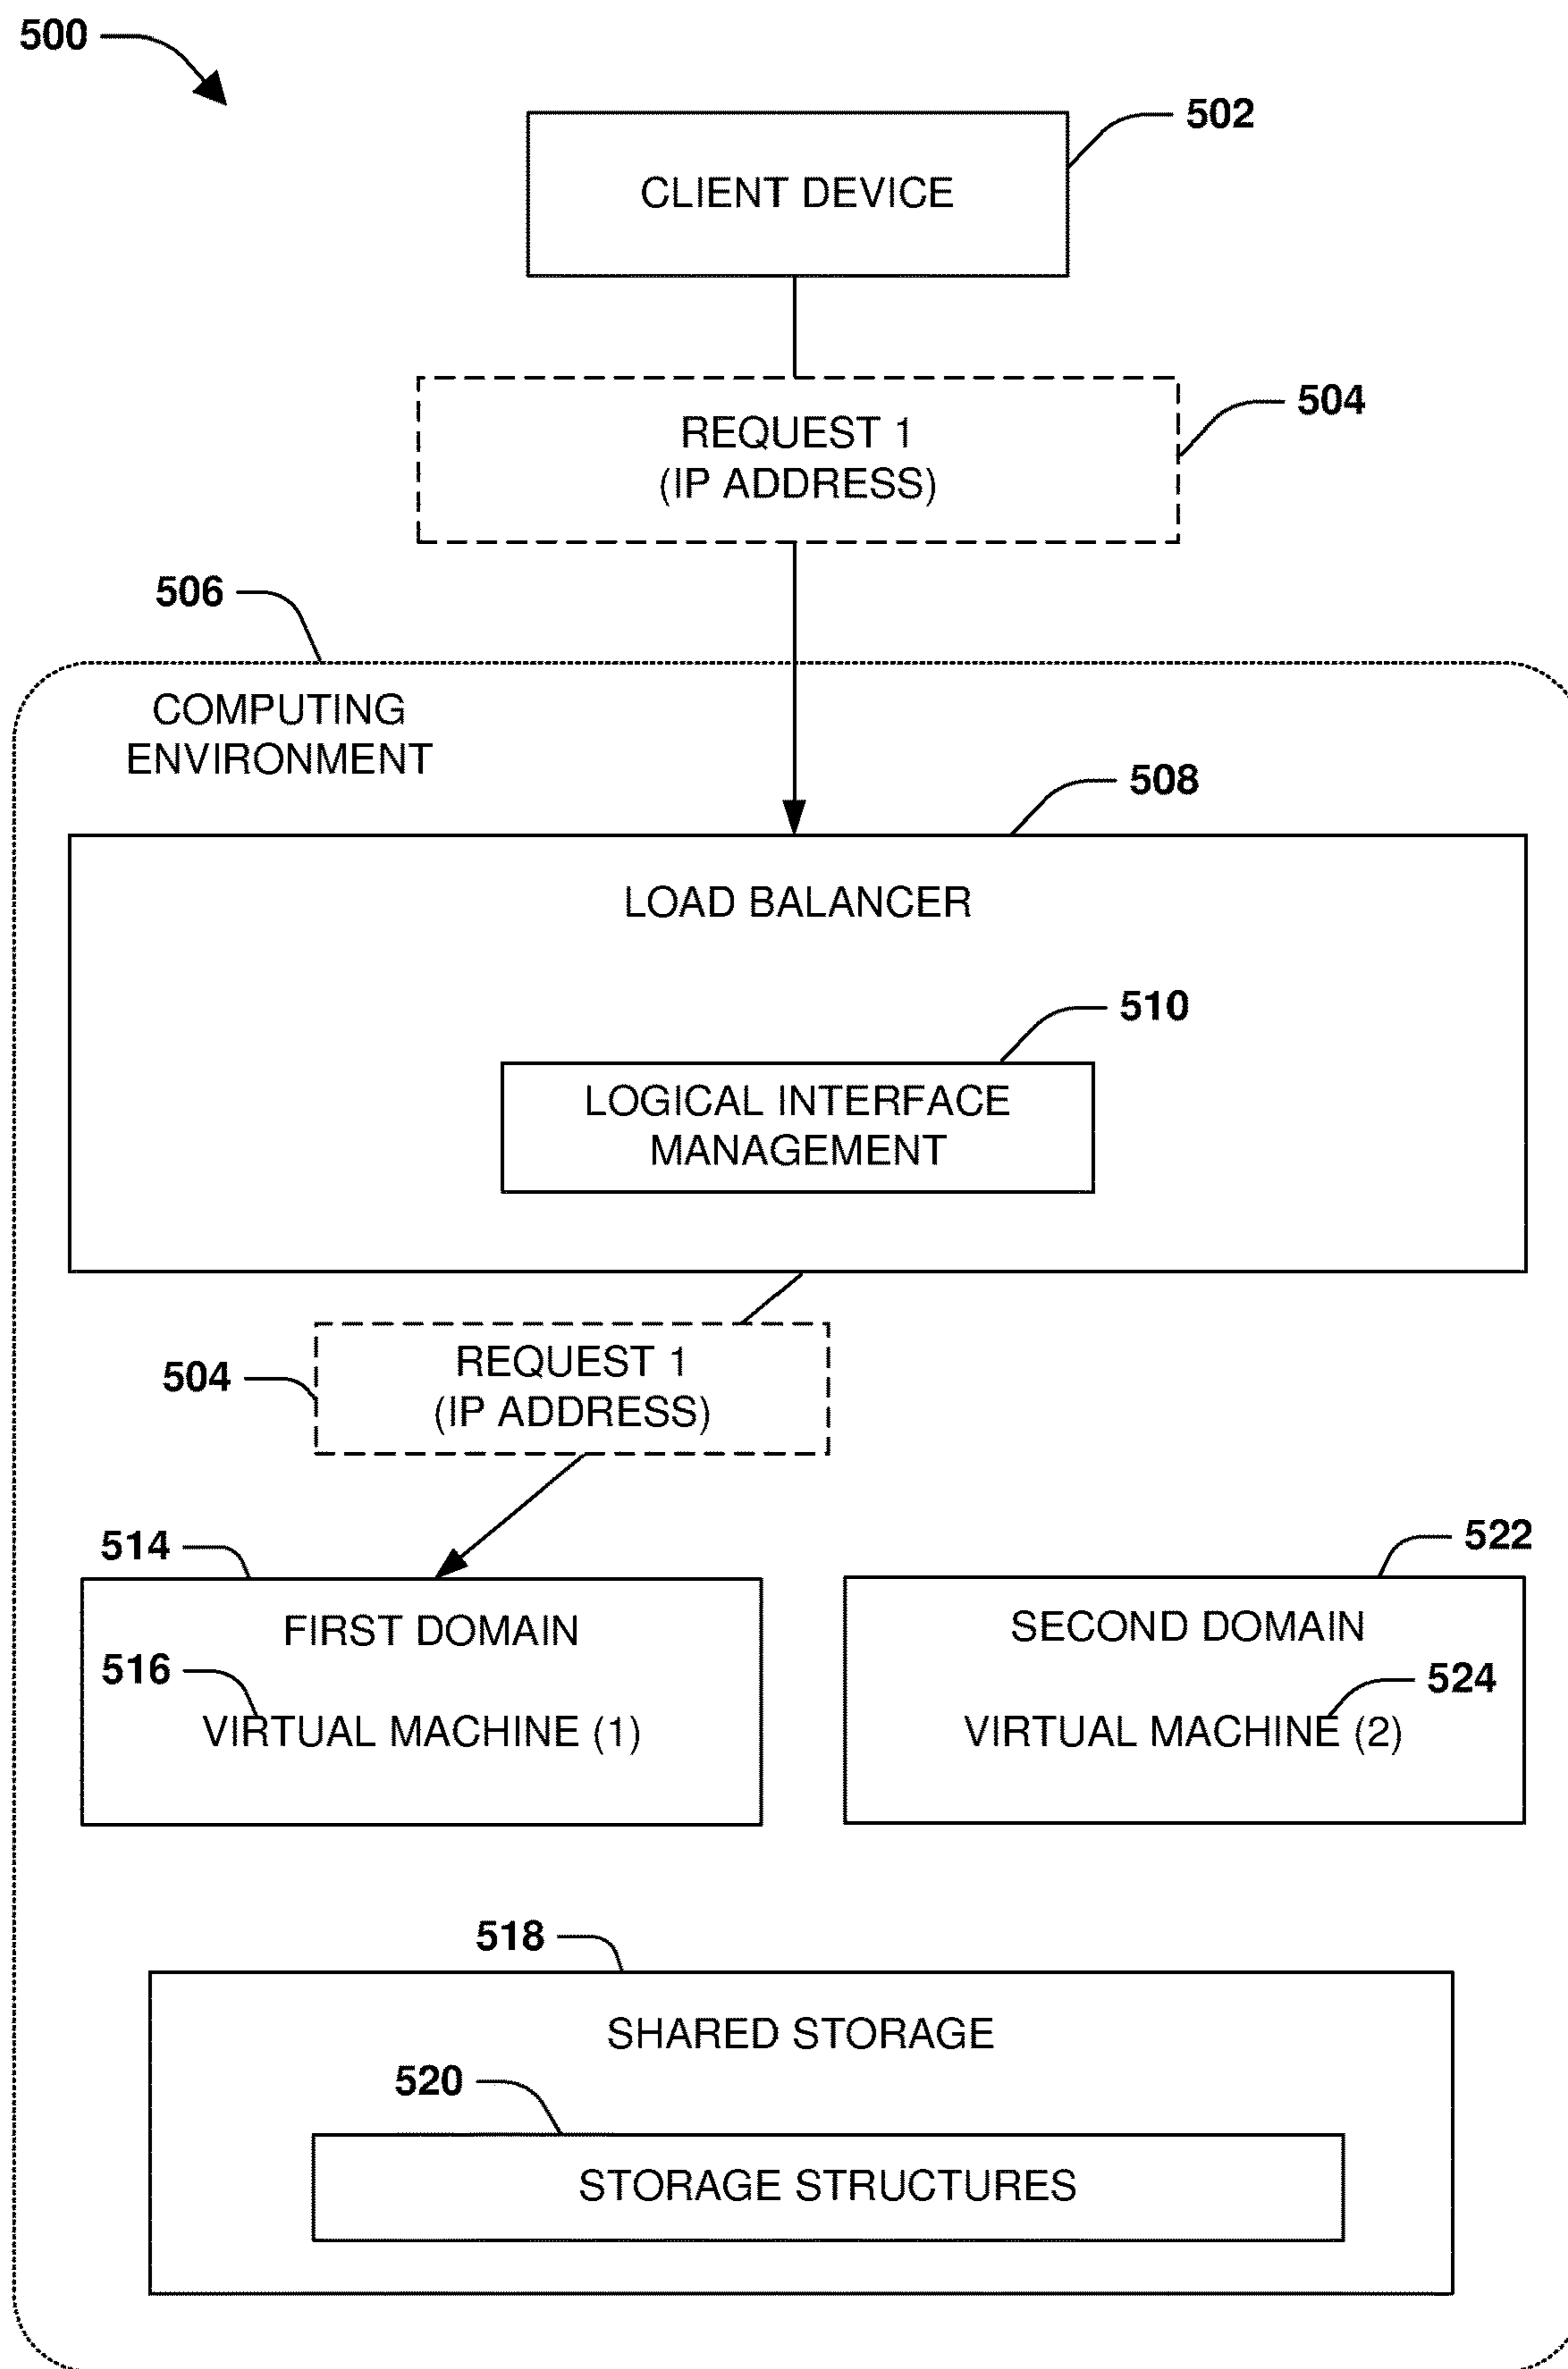 500
502
CLIENT DEVICE
504
REQUEST 1
(IP ADDRESS)
506
COMPUTING
ENVIRONMENT
508
LOAD BALANCER
510
LOGICAL INTERFACE
MANAGEMENT
504
REQUEST 1
(IP ADDRESS)
514
FIRST DOMAIN
516
VIRTUAL MACHINE (1)
522
SECOND DOMAIN
524
VIRTUAL MACHINE (2)
518
SHARED STORAGE
520
STORAGE STRUCTURES